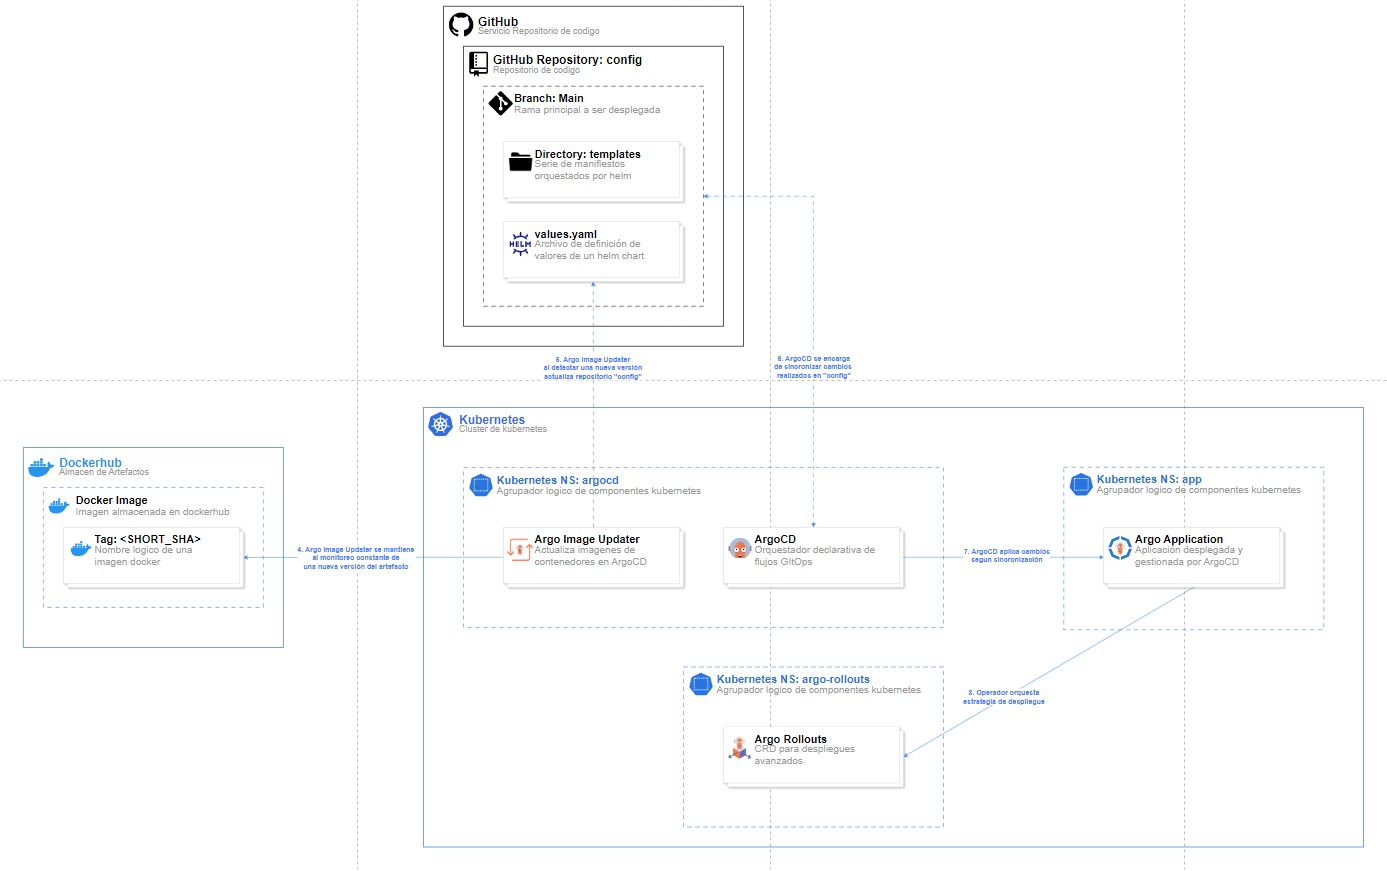 GitHub
Servicio Repositorio de codigo
GitHub Repository: config
Repositorio de codigo
Branch: Main
Rama principal a ser desplegada
Directory: templates
Serie de manifiestos
orquestados por helm
HELM
values.yaml
Archivo de definición de
valores de un helm chart
5. Argo Image Updater
al detectar una nueva versión
actualiza repositorio "config"
6. ArgoCD se encarga
de sincronizar cambios
realizados en "config"
Kubernetes
Cluster de kubernetes
Dockerhub
Almacen de Artefactos
Docker Image
Imagen almacenada en dockerhub
Tag: <SHORT_SHA>
Nombre logico de una
imagen docker
4. Argo Image Updater se mantiene
al monitoreo constante de
una nueva versión del artefacto
Kubernetes NS: argocd
Agrupador logico de componentes kubernetes
Argo Image Updater
Actualiza imagenes de
contenedores en ArgoCD
ArgoCD
Orquestador declarativa de
flujos GItOps
7. ArgoCD aplica cambios
segun sincronización
Kubernetes NS: app
Agrupador logico de componentes kubernetes
Argo Application
Aplicación desplegada y
gestionada por ArgoCD
8. Operador orquesta
estrategia de despliegue
Kubernetes NS: argo-rollouts
Agrupador logico de componentes kubernetes
Argo Rollouts
CRD para despliegues
avanzados